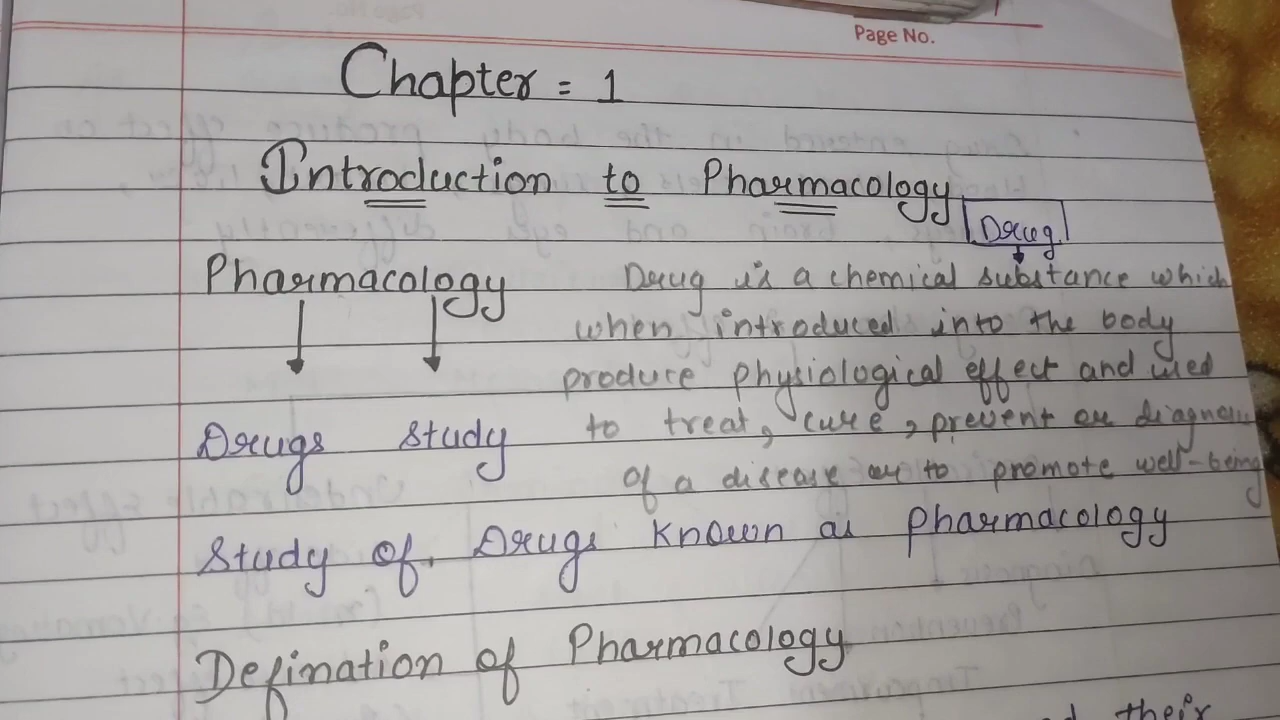 Page No.
Chapter = 1
Introduction to Pharmacology
Drug
Pharmacology
Drug is a chemical substance which
when introduced into the body
produce physiological effect and used
to treat, cure, prevent or diagnosis
of a disease or to promote well-being
Drugs study
Study of Drugs known as pharmacology
Defination of Pharmacology
their